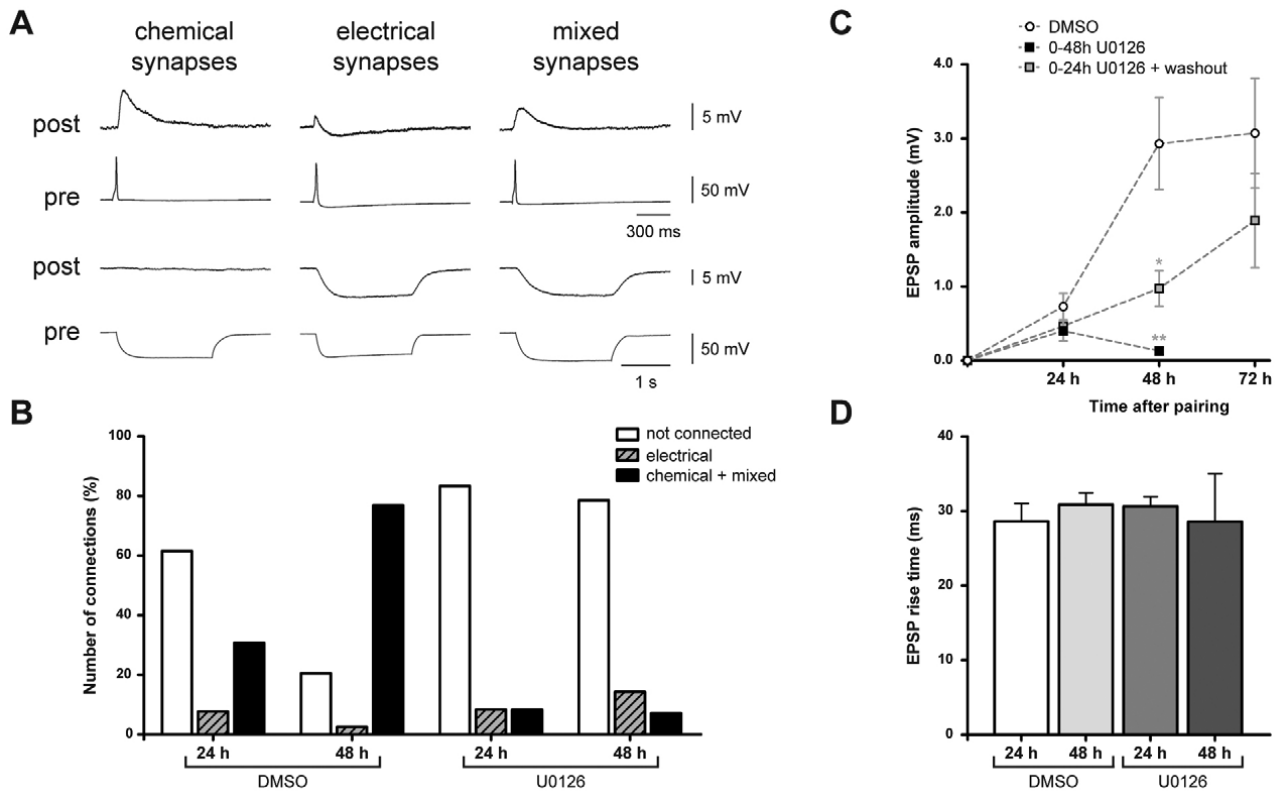 A
chemical
synapses
electrical
synapses
mixed
synapses
post
5 mV
pre
50 mV
300 ms
post
5 mV
pre
50 mV
1 s
B
Number of connections (%)
100
80
60
40
20
0
not connected
electrical
chemical + mixed
24 h
48 h
24 h
48 h
DMSO
U0126
C
DMSO
0-48h U0126
0-24h U0126 + washout
EPSP amplitude (mV)
4.0
3.0
2.0
1.0
0.0
*
**
24 h
48 h
72 h
Time after pairing
D
EPSP rise time (ms)
40
30
20
10
0
24 h
48 h
24 h
48 h
DMSO
U0126